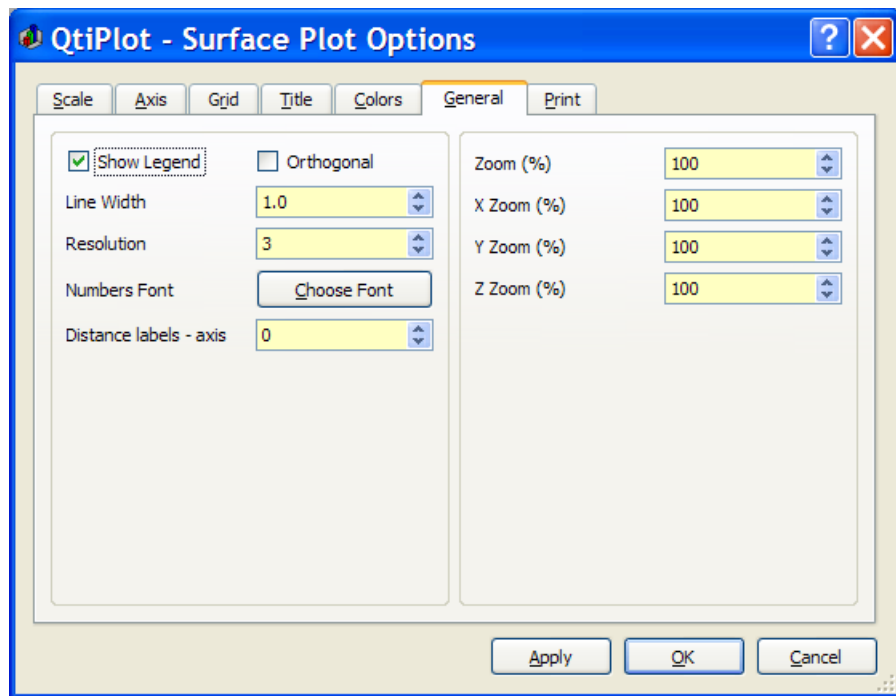 QtiPlot - Surface Plot Options
?
Scale Axis Grid Title Colors General Print
Show Legend Orthogonal
Line Width 1.0
Resolution 3
Numbers Font Choose Font
Distance labels - axis 0
Zoom (%) 100
X Zoom (%) 100
Y Zoom (%) 100
Z Zoom (%) 100
Apply OK Cancel